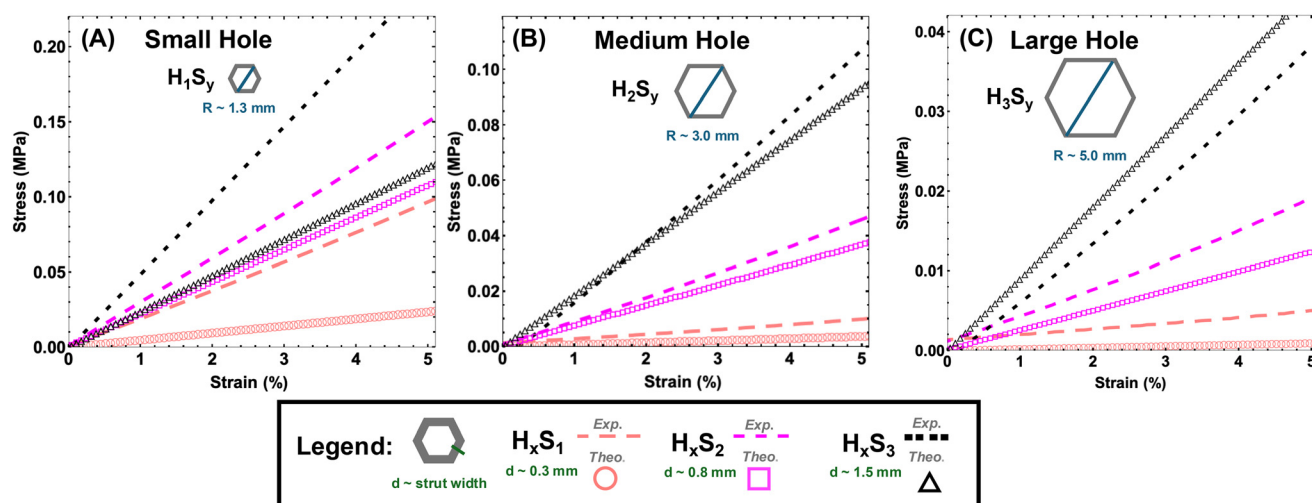 (A) Small Hole
H₁Sᵧ
R ~ 1.3 mm
Stress (MPa)
0.20
0.15
0.10
0.05
0.00
0 1 2 3 4 5
Strain (%)
(B) Medium Hole
H₂Sᵧ
R ~ 3.0 mm
Stress (MPa)
0.10
0.08
0.06
0.04
0.02
0.00
0 1 2 3 4 5
Strain (%)
(C) Large Hole
H₃Sᵧ
R ~ 5.0 mm
Stress (MPa)
0.04
0.03
0.02
0.01
0.00
0 1 2 3 4 5
Strain (%)
Legend:
d ~ strut width
HₓS₁
d ~ 0.3 mm
Exp.
Theo.
HₓS₂
d ~ 0.8 mm
Exp.
Theo.
HₓS₃
d ~ 1.5 mm
Exp.
Theo.